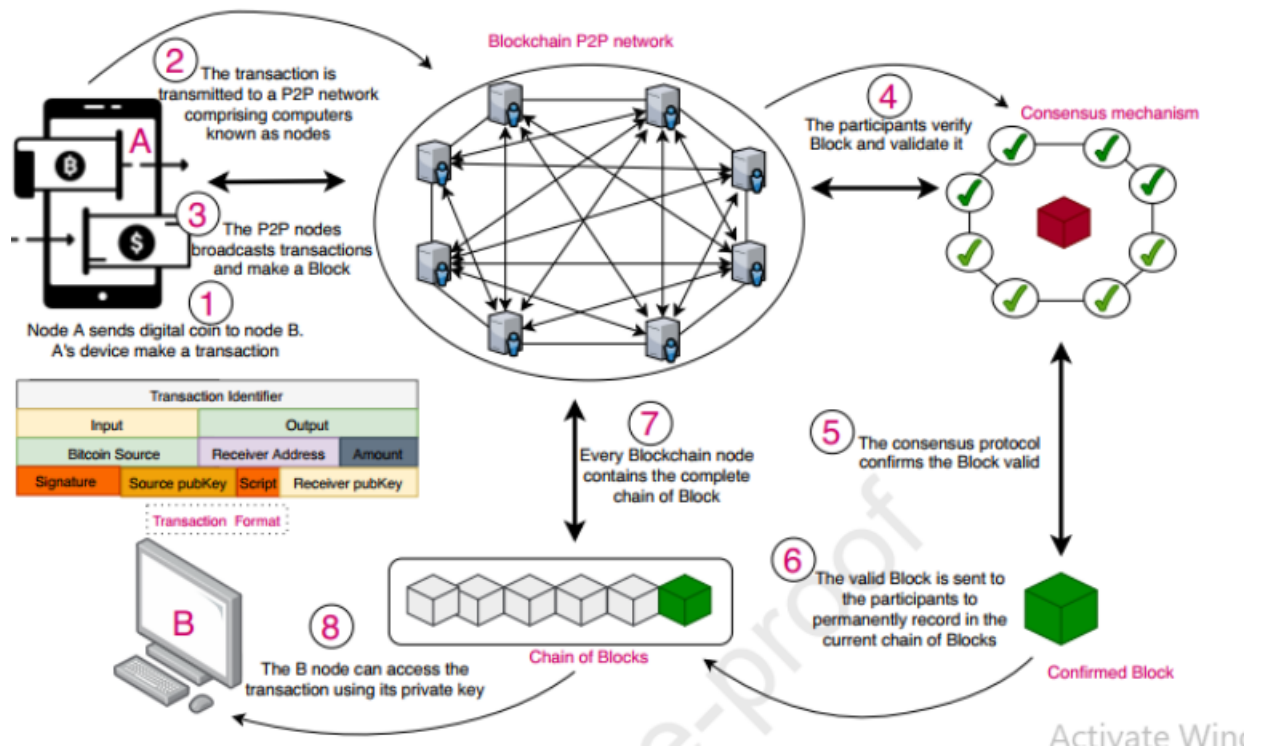 Blockchain P2P network
2
The transaction is
transmitted to a P2P network
comprising computers
known as nodes
A
₿
3
The P2P nodes
broadcasts transactions
and make a Block
$
1
Node A sends digital coin to node B.
A's device make a transaction
4
The participants verify
Block and validate it
Consensus mechanism
Transaction Identifier
Input Output
Bitcoin Source Receiver Address Amount
Signature Source pubKey Script Receiver pubKey
Transaction Format
7
Every Blockchain node
contains the complete
chain of Block
5
The consensus protocol
confirms the Block valid
6
The valid Block is sent to
the participants to
permanently record in the
current chain of Blocks
Confirmed Block
Chain of Blocks
B
8
The B node can access the
transaction using its private key
e-proof
Activate Wind